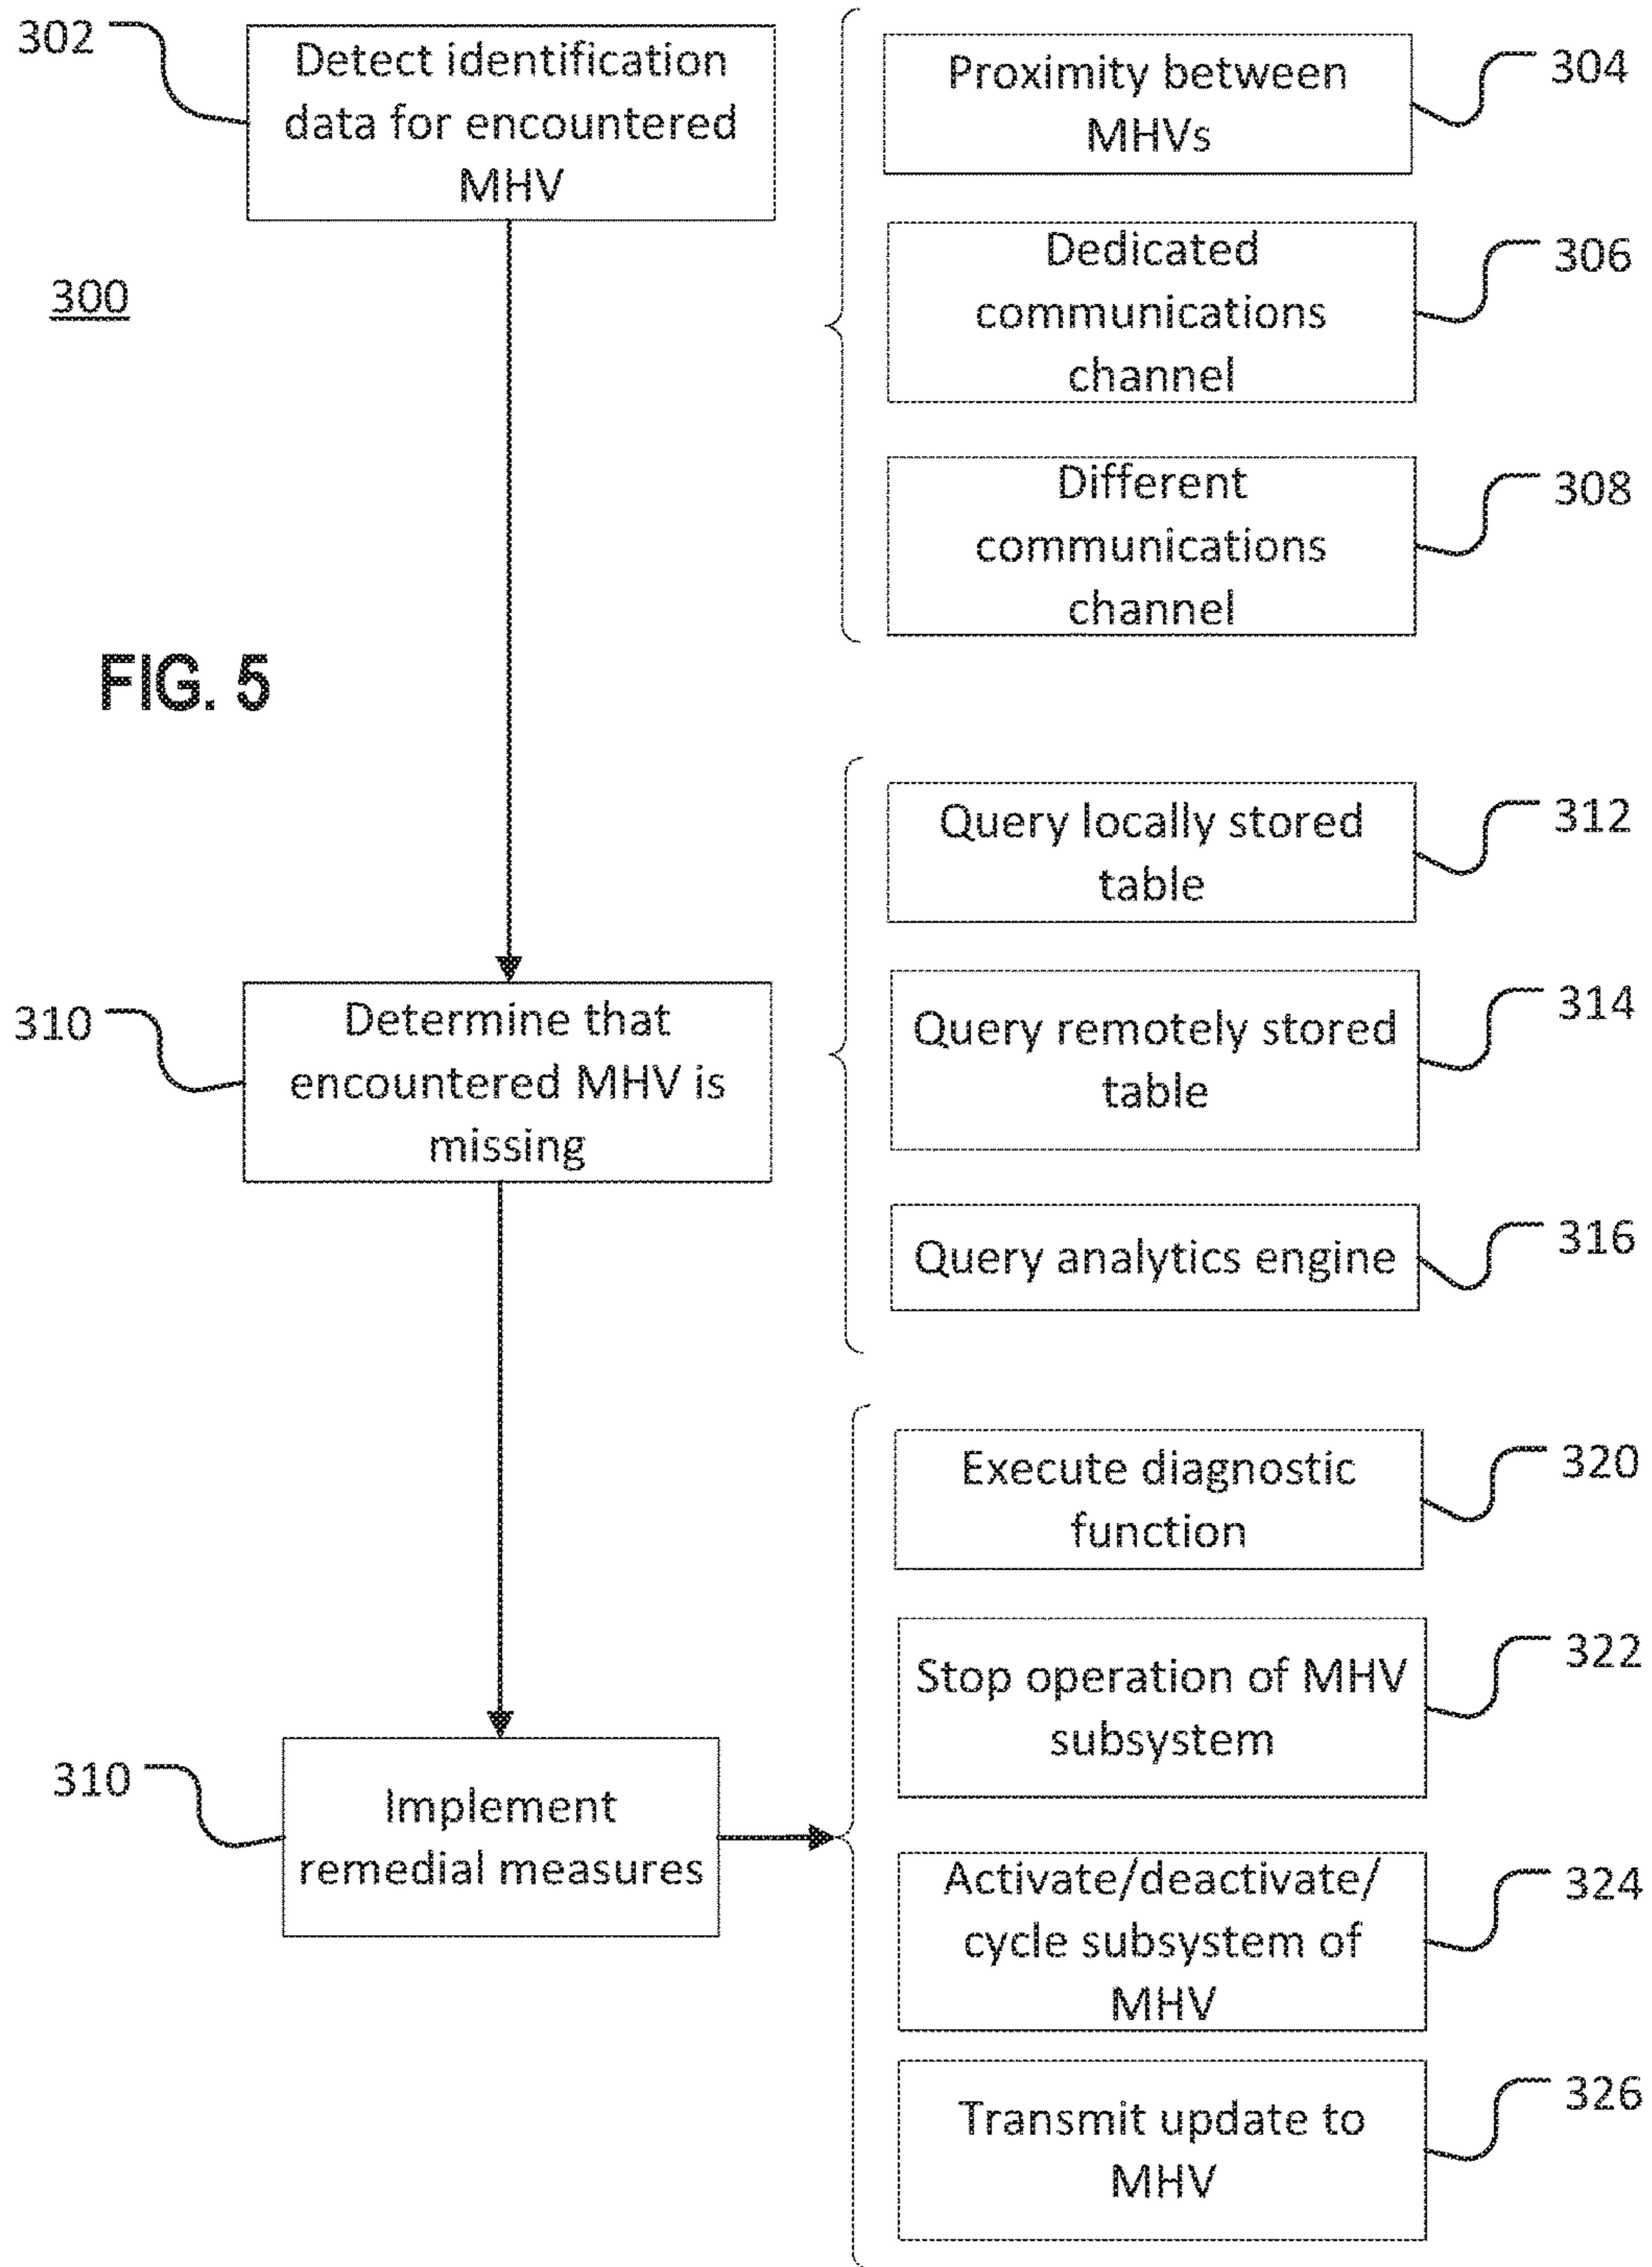 302
Detect identification
data for encountered
MHV
Proximity between
MHVs
304
Dedicated
communications
channel
306
300
Different
communications
channel
308
FIG. 5
Query locally stored
table
312
310
Determine that
encountered MHV is
missing
Query remotely stored
table
314
Query analytics engine
316
Execute diagnostic
function
320
Stop operation of MHV
subsystem
322
310
Implement
remedial measures
Activate/deactivate/
cycle subsystem of
MHV
324
Transmit update to
MHV
326